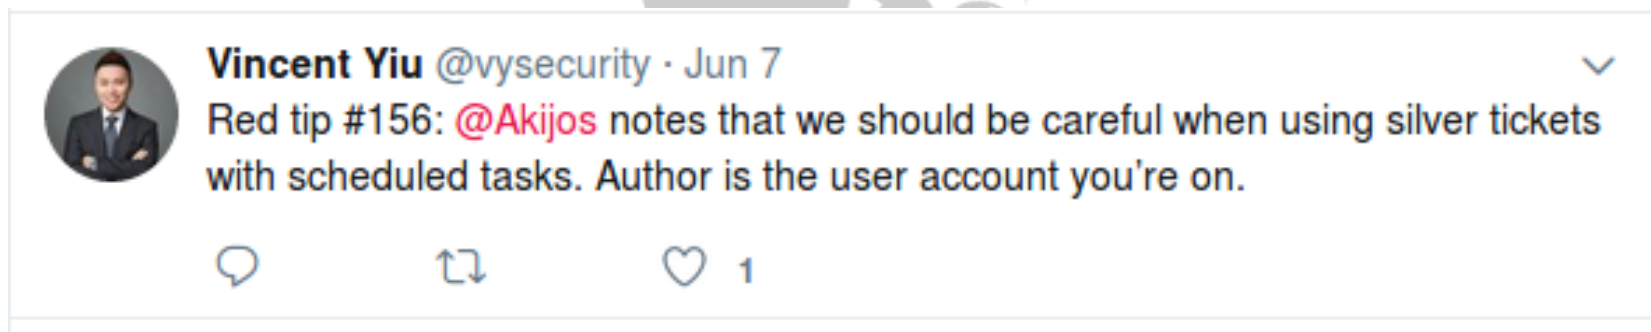 Vincent Yiu @vysecurity · Jun 7
Red tip #156: @Akijos notes that we should be careful when using silver tickets
with scheduled tasks. Author is the user account you're on.
1